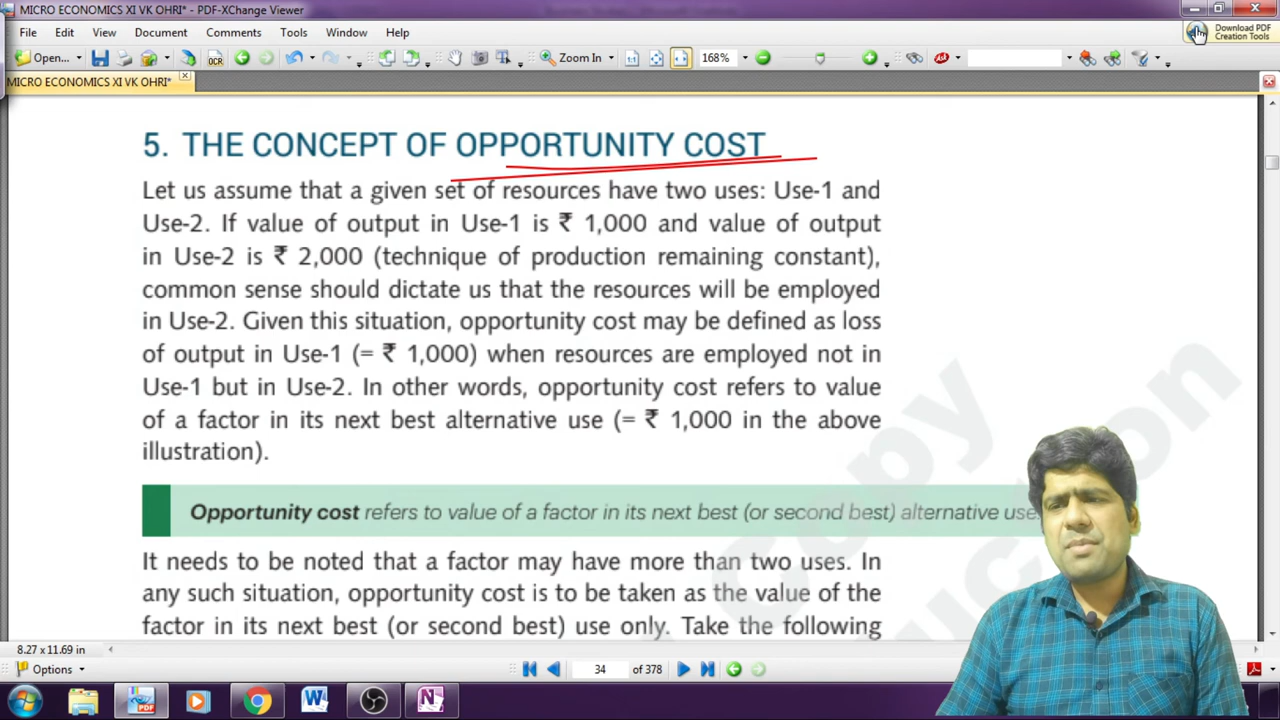 MICRO ECONOMICS XI VK OHRI* - PDF-XChange Viewer
File Edit View Document Comments Tools Window Help
Download PDF
Creation Tools
Open... OCR Zoom In 168%
MICRO ECONOMICS XI VK OHRI*
5. THE CONCEPT OF OPPORTUNITY COST
Let us assume that a given set of resources have two uses: Use-1 and
Use-2. If value of output in Use-1 is ₹ 1,000 and value of output
in Use-2 is ₹ 2,000 (technique of production remaining constant),
common sense should dictate us that the resources will be employed
in Use-2. Given this situation, opportunity cost may be defined as loss
of output in Use-1 (= ₹ 1,000) when resources are employed not in
Use-1 but in Use-2. In other words, opportunity cost refers to value
of a factor in its next best alternative use (= ₹ 1,000 in the above
illustration).
Opportunity cost refers to value of a factor in its next best (or second best) alternative use.
It needs to be noted that a factor may have more than two uses. In
any such situation, opportunity cost is to be taken as the value of the
factor in its next best (or second best) use only. Take the following
Copy
8.27 x 11.69 in
Options 34 of 378